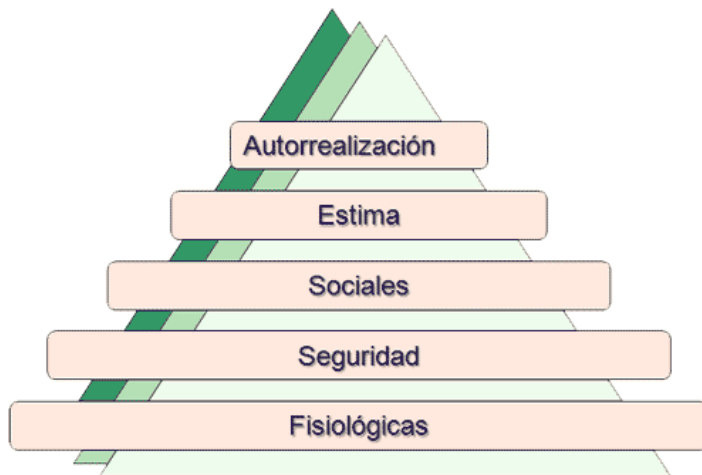 Autorrealización
Estima
Sociales
Seguridad
Fisiológicas